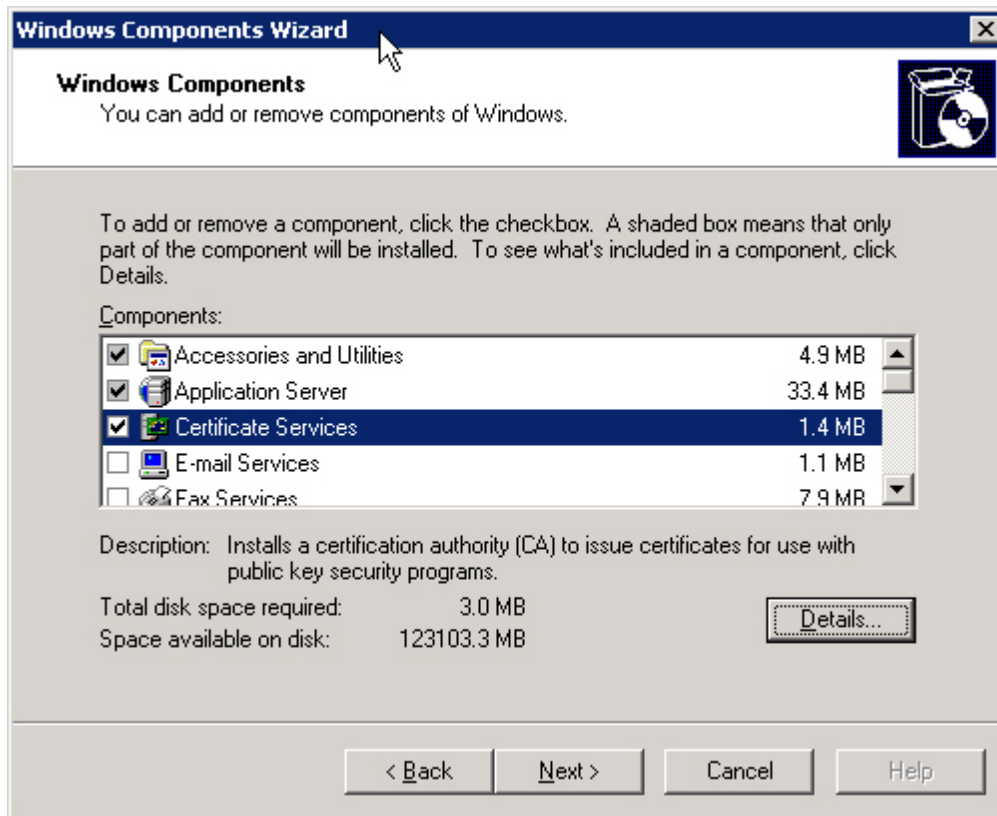 Windows Components Wizard
Windows Components
You can add or remove components of Windows.
To add or remove a component, click the checkbox. A shaded box means that only
part of the component will be installed. To see what's included in a component, click
Details.
Components:
Accessories and Utilities 4.9 MB
Application Server 33.4 MB
Certificate Services 1.4 MB
E-mail Services 1.1 MB
Fax Services 7.9 MB
Description: Installs a certification authority (CA) to issue certificates for use with
public key security programs.
Total disk space required: 3.0 MB
Space available on disk: 123103.3 MB
Details...
< Back Next > Cancel Help